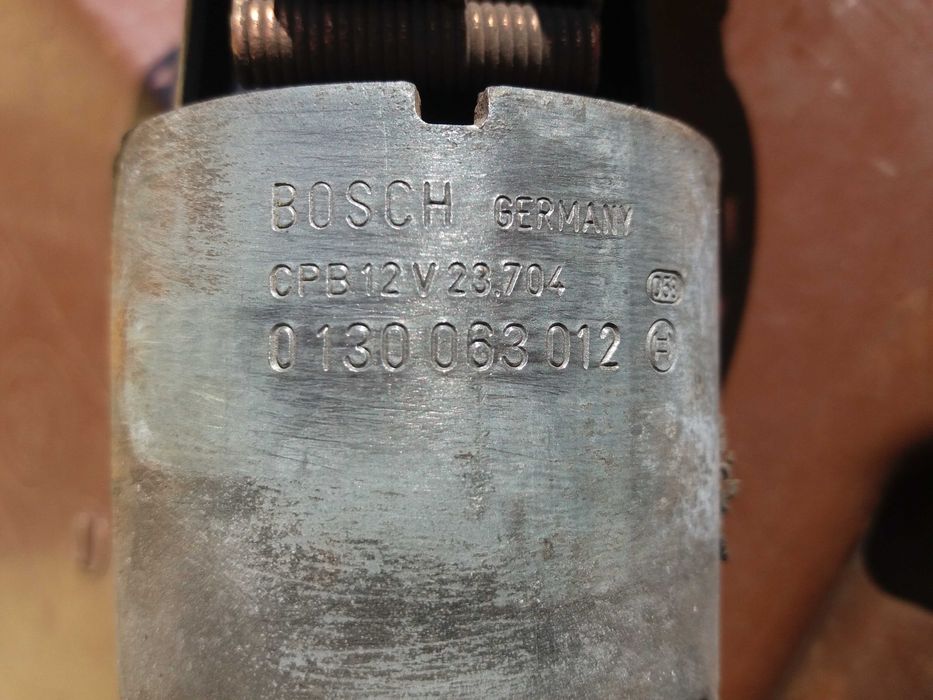 BOSCH GERMANY
CPB 12 V 23.704
0 130 063 012 H